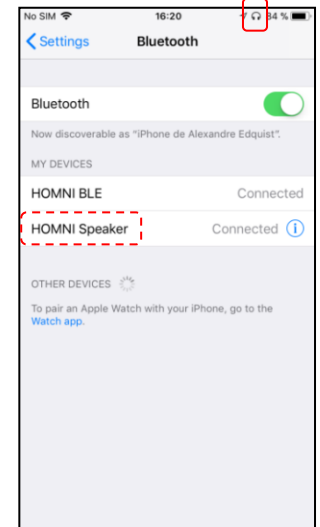 No SIM 16:20 84 %
Settings Bluetooth
Bluetooth
Now discoverable as "iPhone de Alexandre Edquist".
MY DEVICES
HOMNI BLE Connected
HOMNI Speaker Connected
OTHER DEVICES
To pair an Apple Watch with your iPhone, go to the
Watch app.